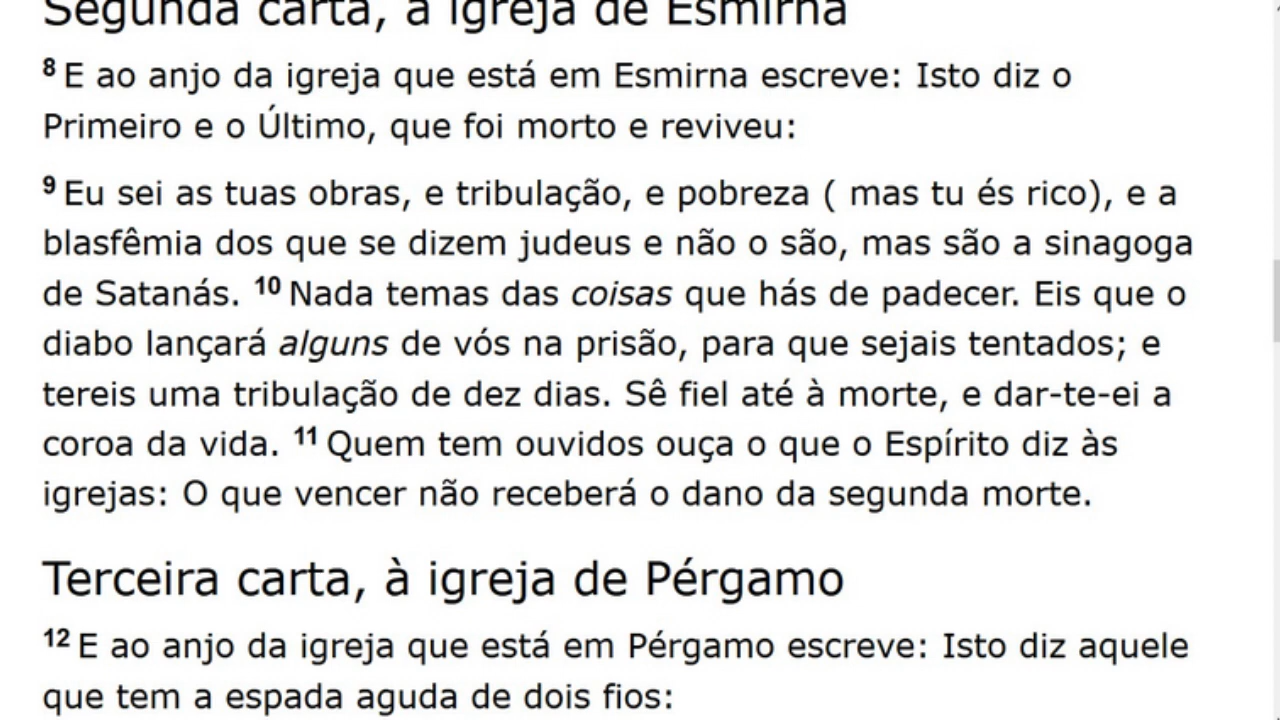 Segunda carta, à igreja de Esmirna
8 E ao anjo da igreja que está em Esmirna escreve: Isto diz o
Primeiro e o Último, que foi morto e reviveu:
9 Eu sei as tuas obras, e tribulação, e pobreza ( mas tu és rico), e a
blasfêmia dos que se dizem judeus e não o são, mas são a sinagoga
de Satanás. 10 Nada temas das coisas que hás de padecer. Eis que o
diabo lançará alguns de vós na prisão, para que sejais tentados; e
tereis uma tribulação de dez dias. Sê fiel até à morte, e dar-te-ei a
coroa da vida. 11 Quem tem ouvidos ouça o que o Espírito diz às
igrejas: O que vencer não receberá o dano da segunda morte.
Terceira carta, à igreja de Pérgamo
12 E ao anjo da igreja que está em Pérgamo escreve: Isto diz aquele
que tem a espada aguda de dois fios: